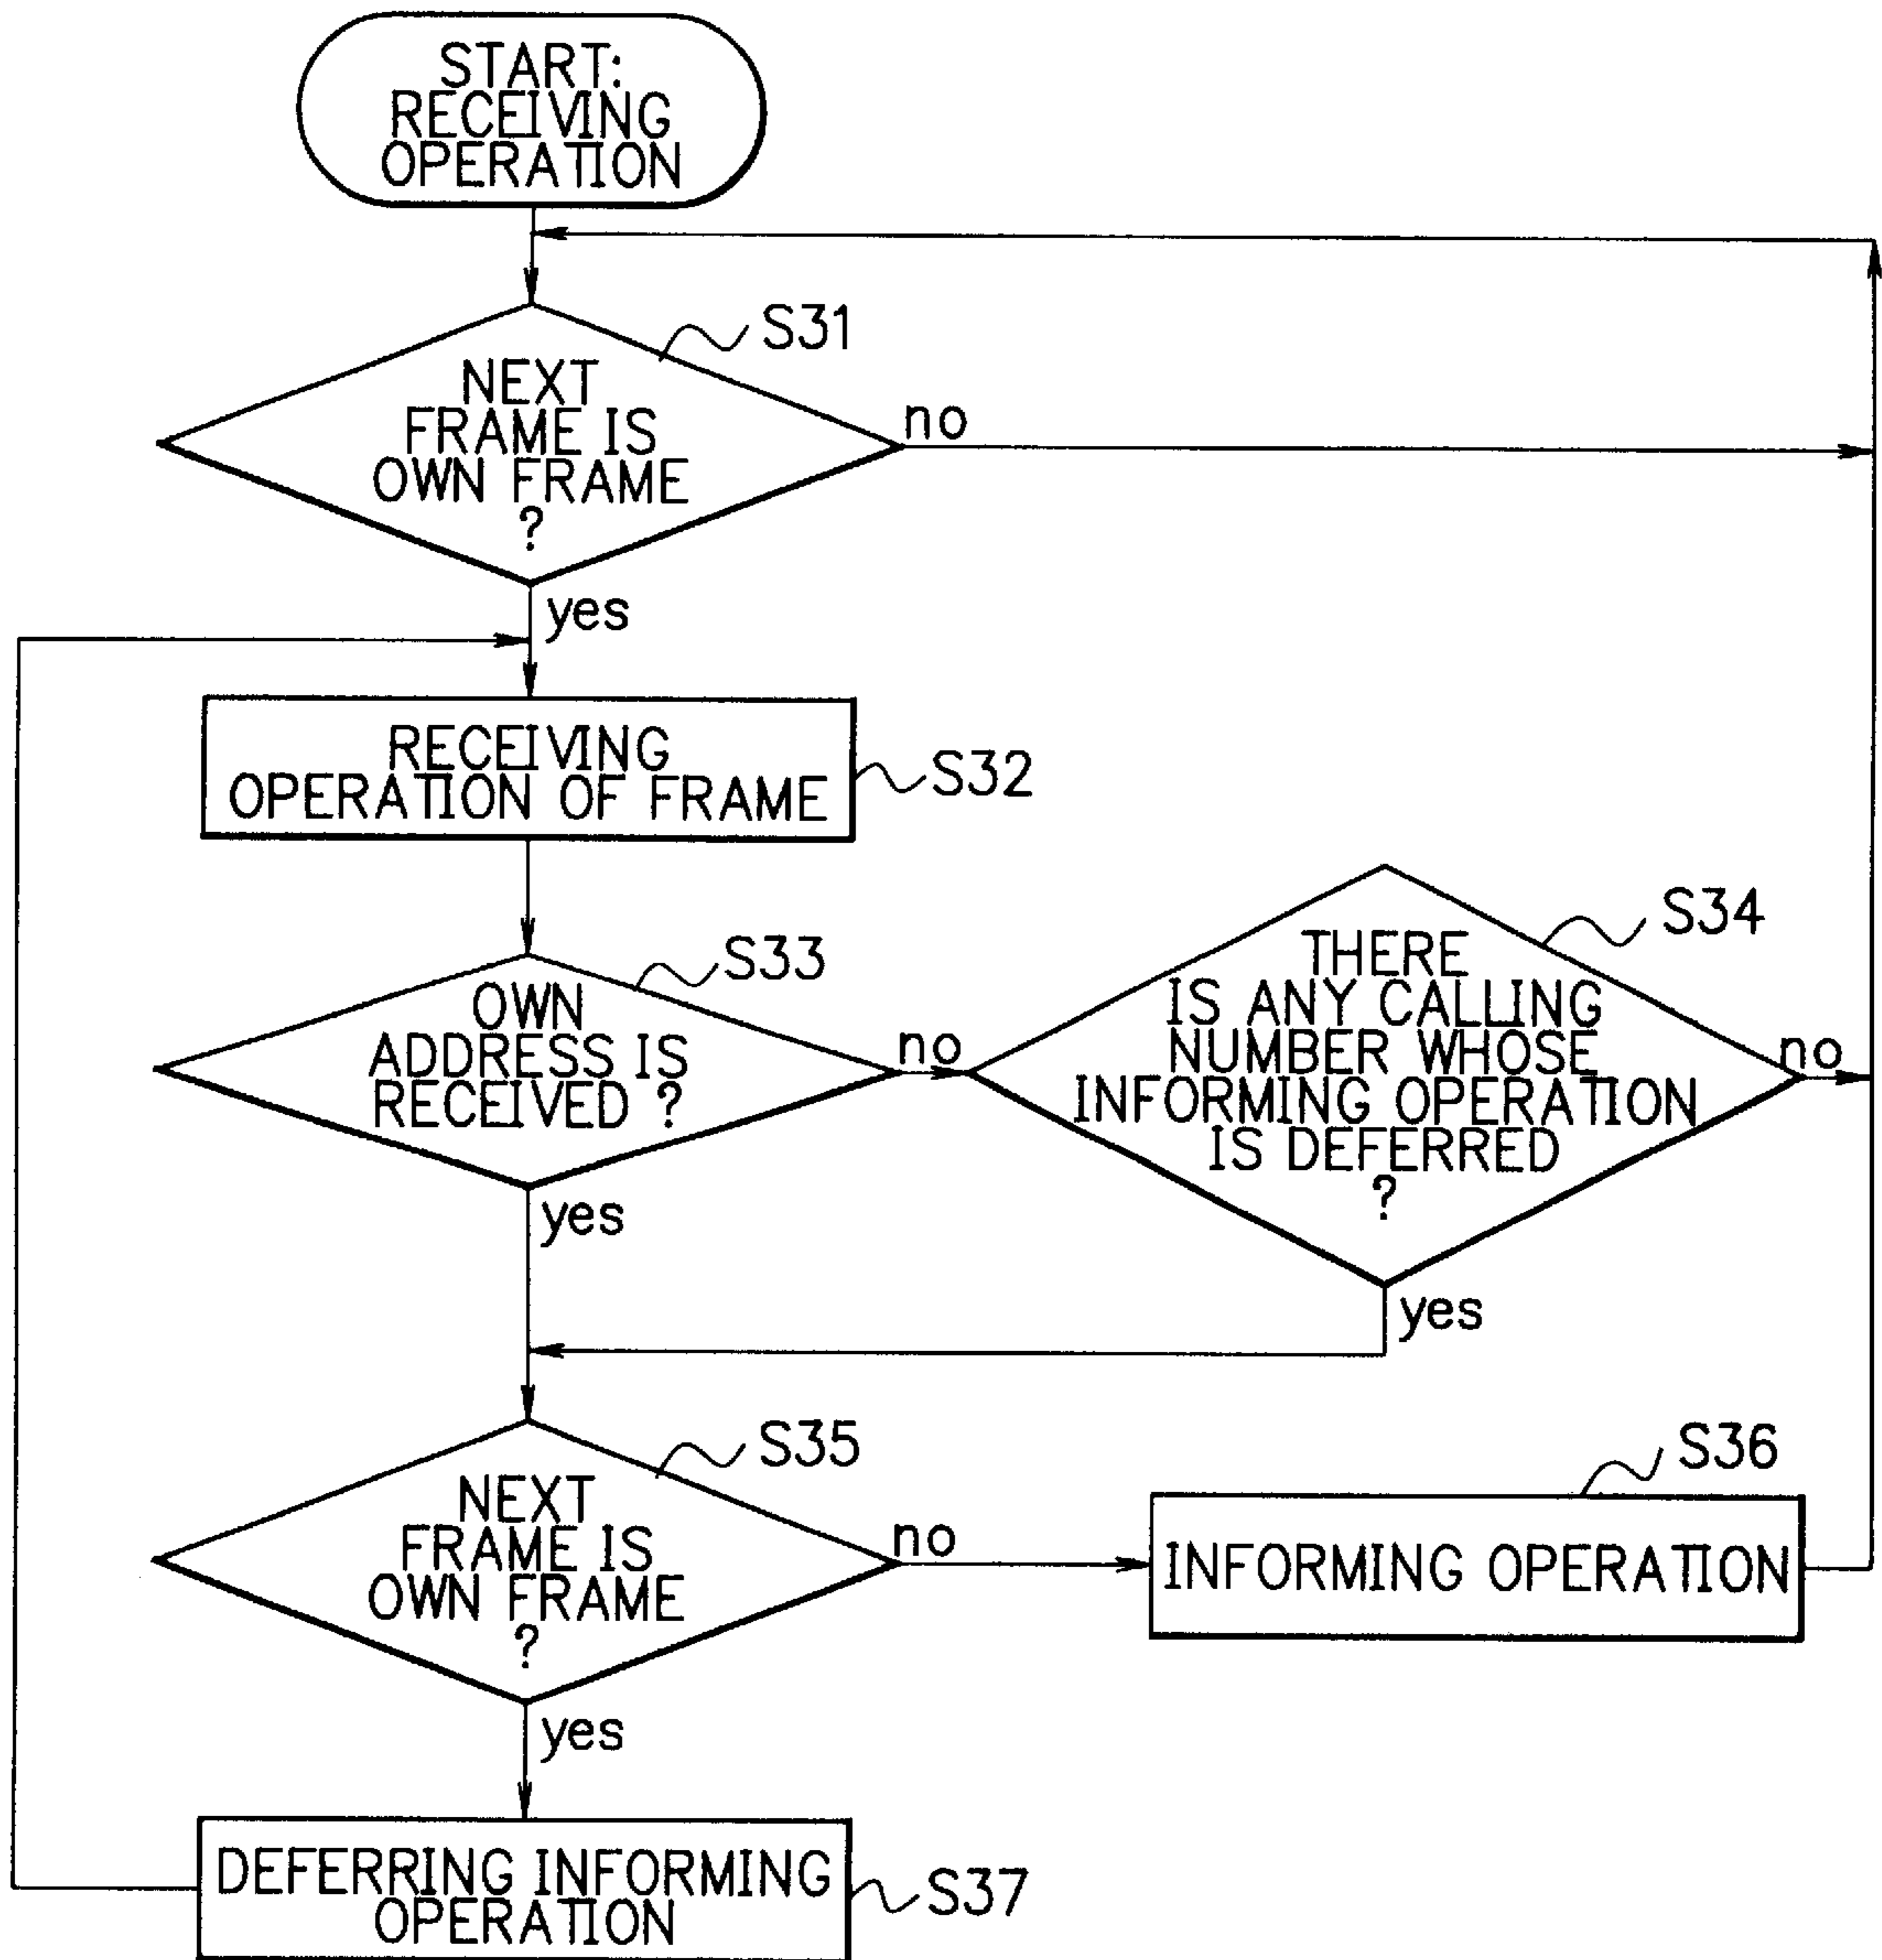 START:
RECEIVING
OPERATION
S31
NEXT
FRAME IS
OWN FRAME
?
no
yes
RECEIVING
OPERATION OF FRAME
S32
S33
OWN
ADDRESS IS
RECEIVED ?
no
yes
S34
THERE
IS ANY CALLING
NUMBER WHOSE
INFORMING OPERATION
IS DEFERRED
?
no
yes
S35
NEXT
FRAME IS
OWN FRAME
?
no
yes
S36
INFORMING OPERATION
DEFERRING INFORMING
OPERATION
S37